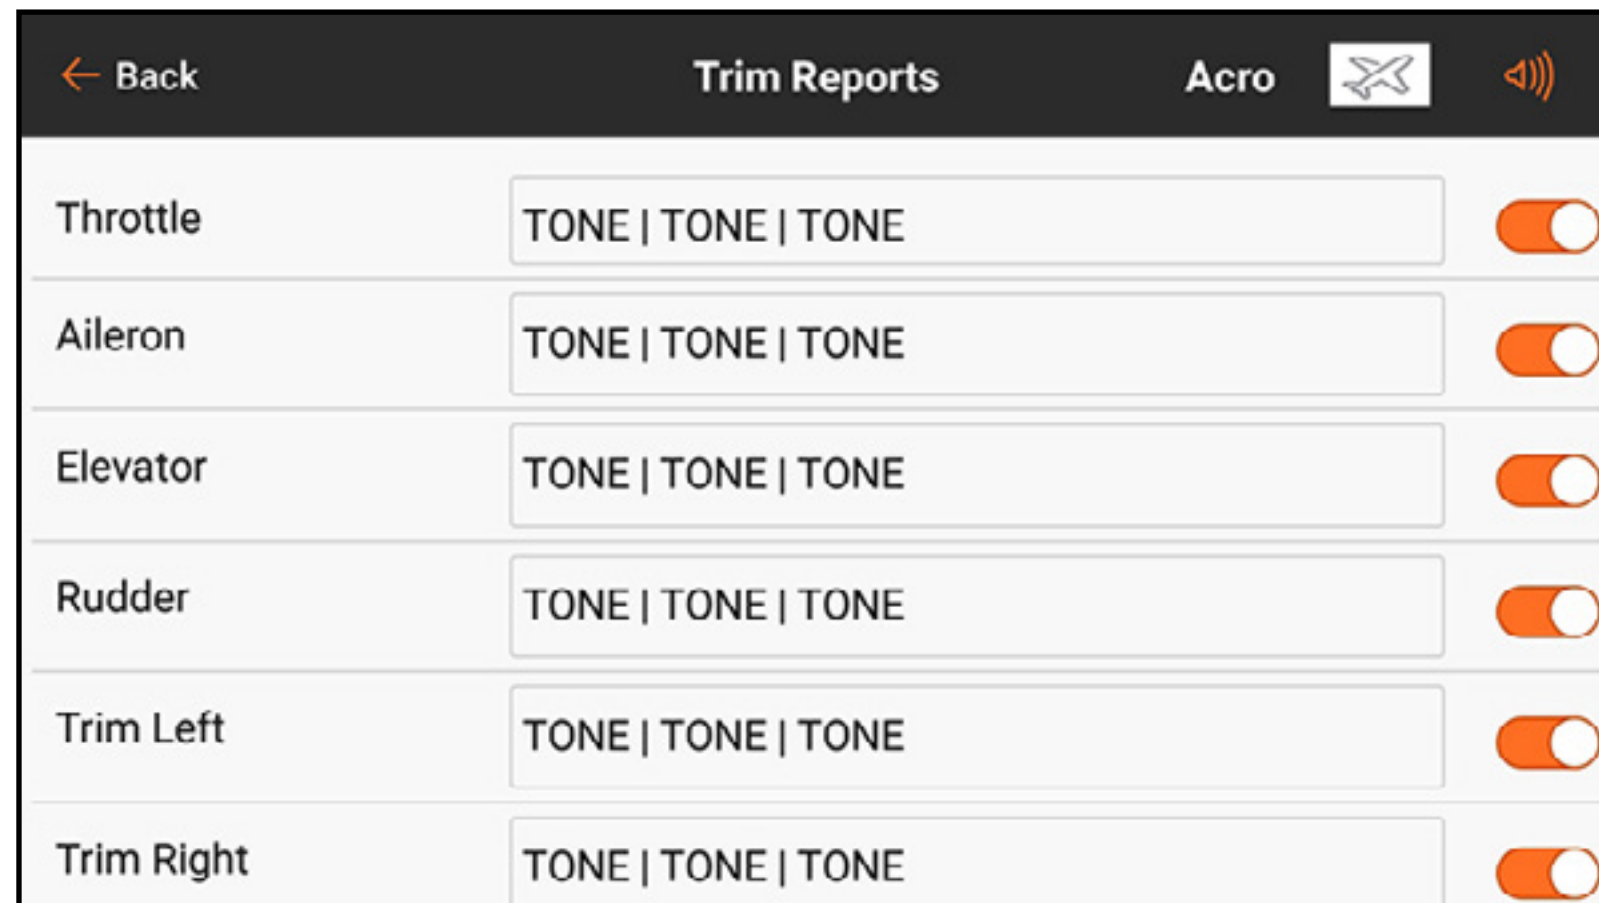 Back Trim Reports Acro
Throttle TONE | TONE | TONE
Aileron TONE | TONE | TONE
Elevator TONE | TONE | TONE
Rudder TONE | TONE | TONE
Trim Left TONE | TONE | TONE
Trim Right TONE | TONE | TONE